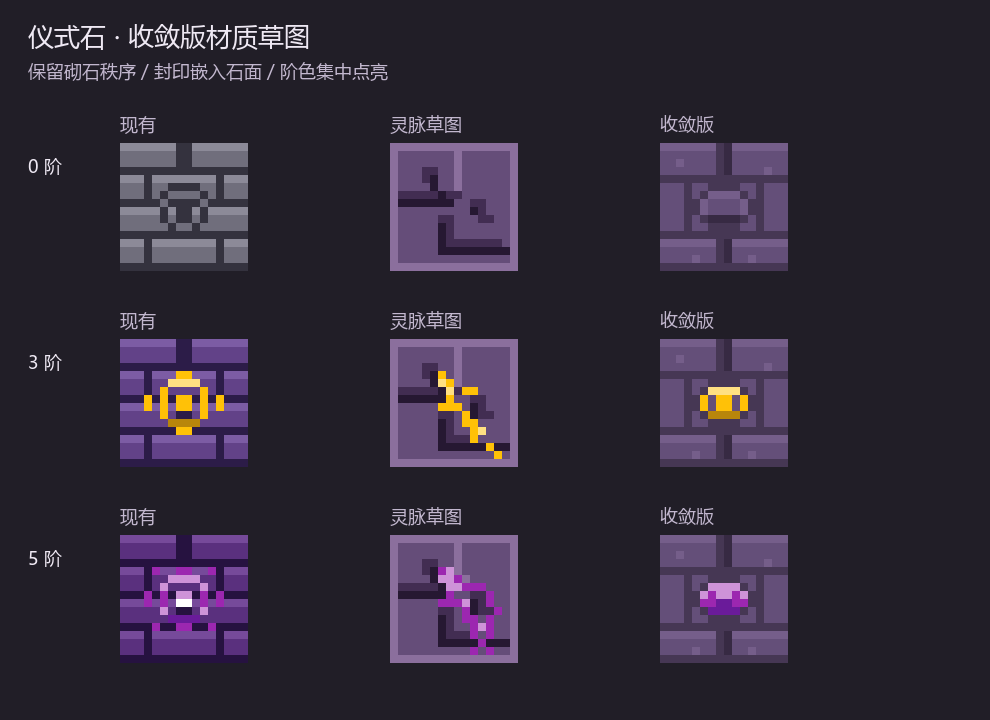 仪式石 · 收敛版材质草图
保留砌石秩序 / 封印嵌入石面 / 阶色集中点亮
现有 灵脉草图 收敛版
0 阶
现有 灵脉草图 收敛版
3 阶
现有 灵脉草图 收敛版
5 阶